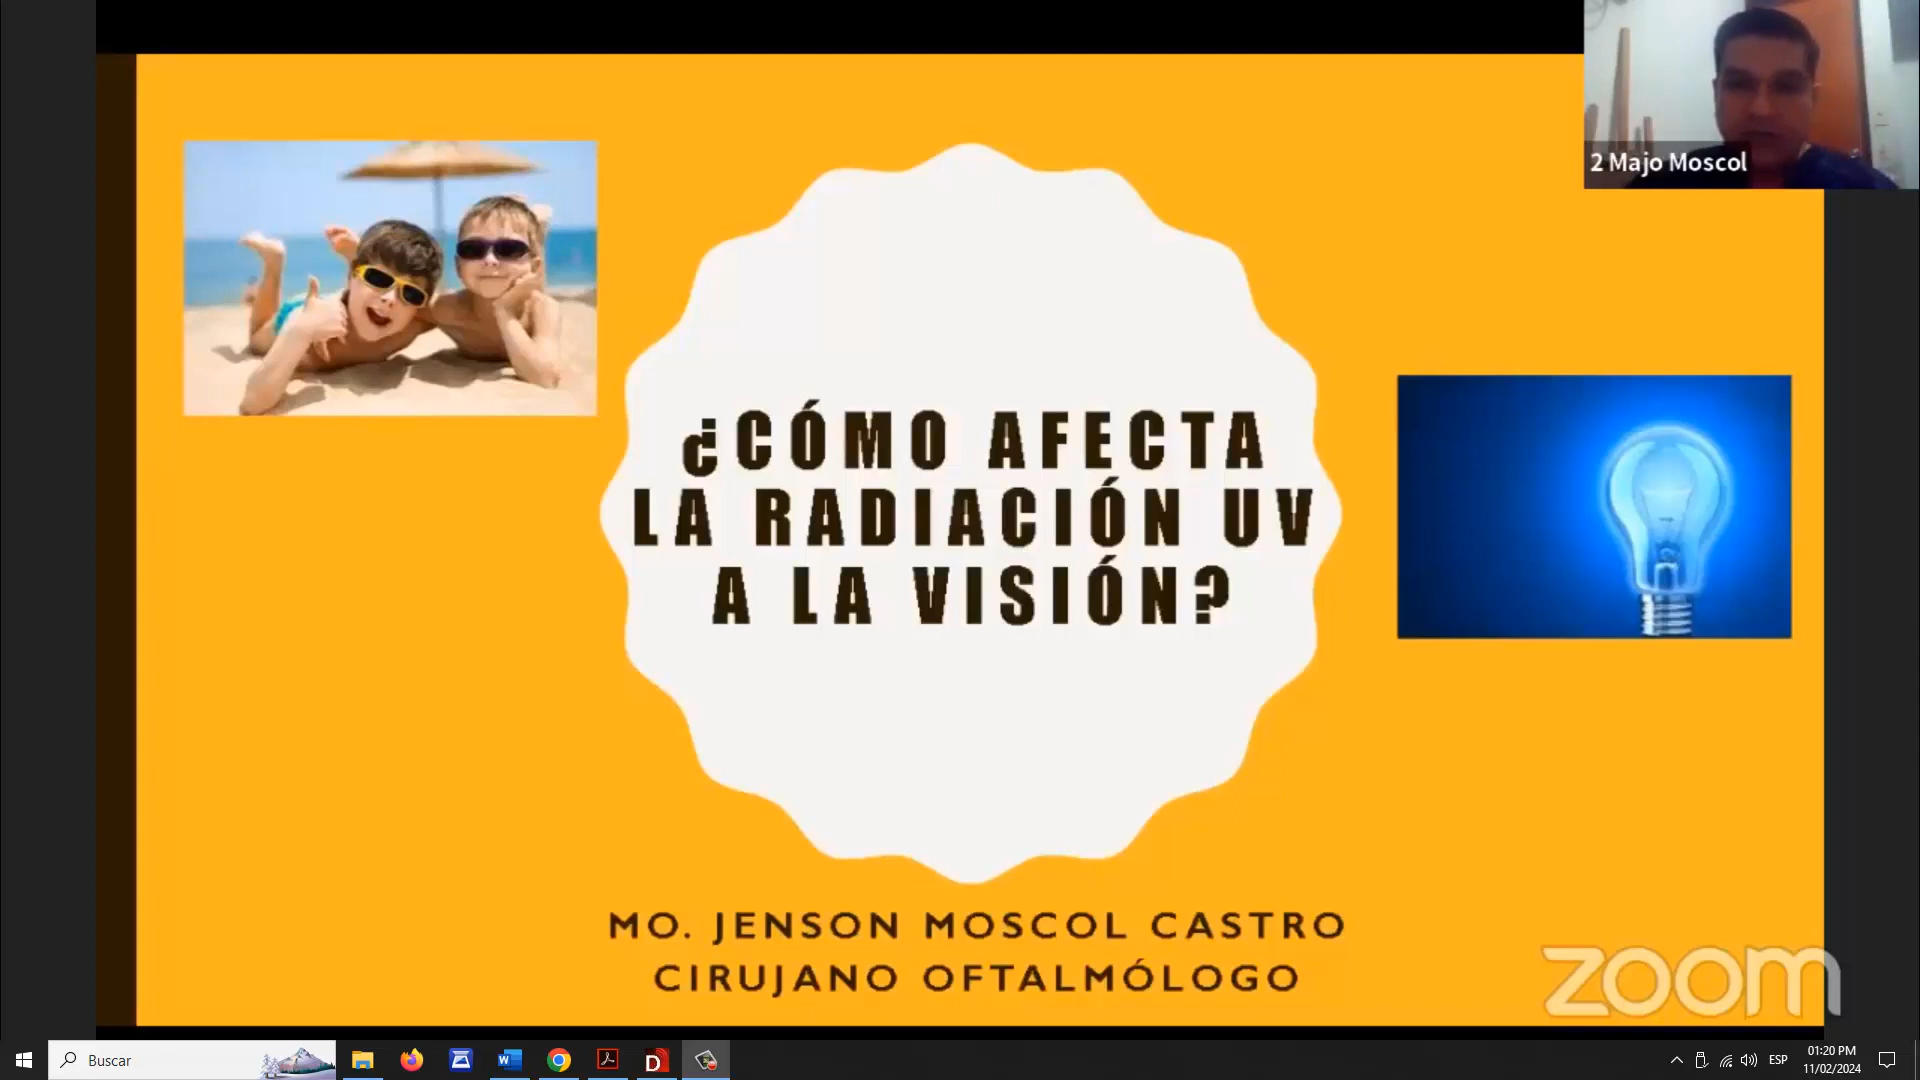 2 Majo Moscol
¿CÓMO AFECTA
LA RADIACIÓN UV
A LA VISIÓN?
MO. JENSON MOSCOL CASTRO
CIRUJANO OFTALMÓLOGO
zoom
Buscar
ESP
01:20 PM
11/02/2024